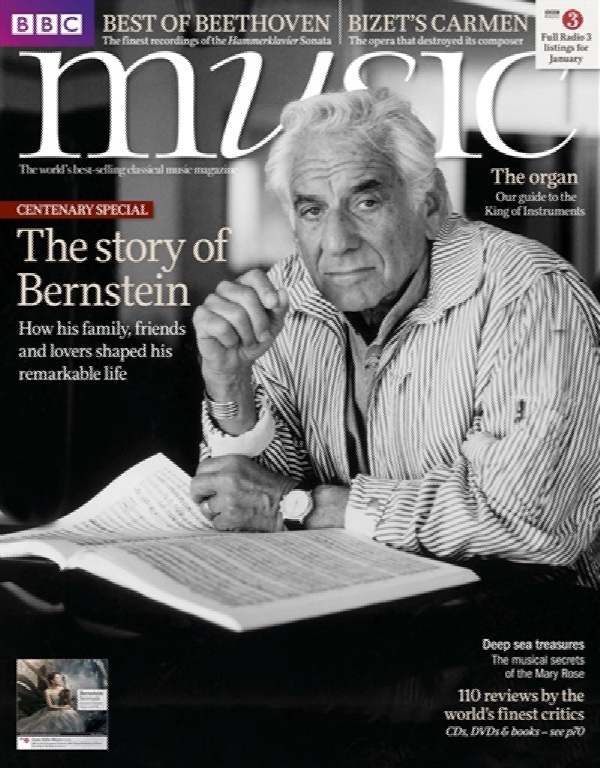 BBC
BEST OF BEETHOVEN
The finest recordings of the Hammerklavier Sonata
BIZET'S CARMEN
The opera that destroyed its composer
3
Full Radio 3
listings for
January
music
The world's best-selling classical music magazine
The organ
Our guide to the
King of Instruments
CENTENARY SPECIAL
The story of
Bernstein
How his family, friends
and lovers shaped his
remarkable life
Deep sea treasures
The musical secrets
of the Mary Rose
110 reviews by the
world's finest critics
CDs, DVDs & books – see p70
Bernstein